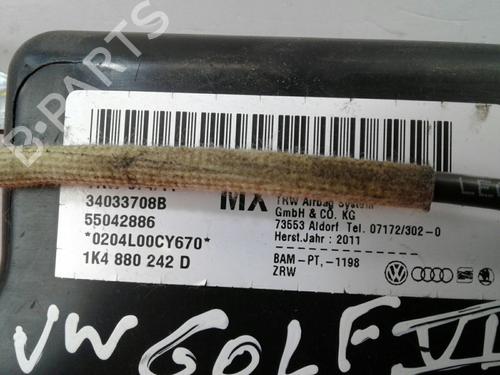 B-PARTS
MX
34033708B
TRW Airbag System
55042886
GmbH & CO. KG
73553 Aldorf Tel. 07172/302-0
*0204L00CY670*
Herst.Jahr : 2011
1K4 880 242 D
BAM-PT,-1198
ZRW
VW GOLF VI